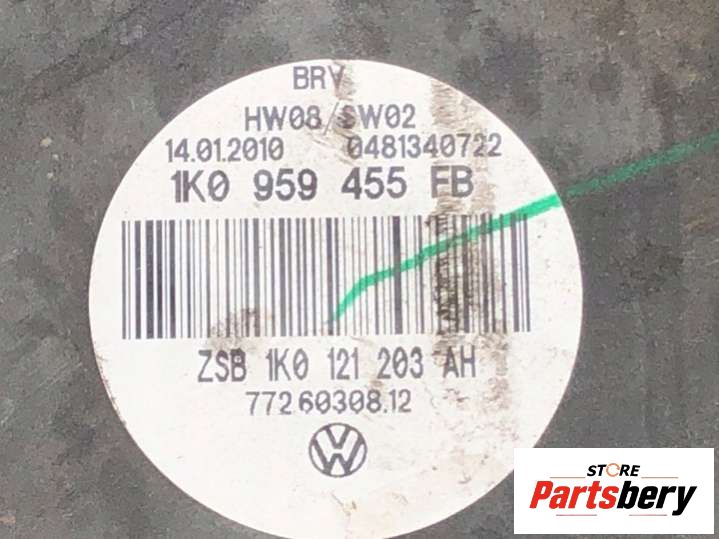 BRV
HW08/SW02
14.01.2010 0481340722
1K0 959 455 FB
ZSB 1K0 121 203 AH
772 60308.12
VW
STORE
Partsbery